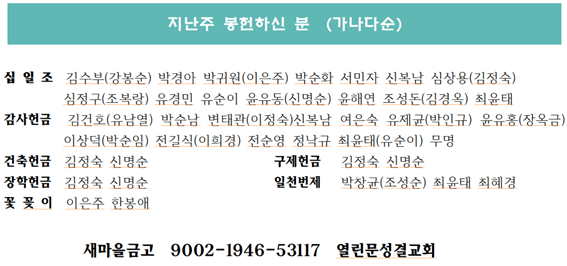 지난주 봉헌하신 분 (가나다순)
십 일 조 김수부(강봉순) 박경아 박귀원(이은주) 박순화 서민자 신복남 심상용(김정숙)
심정구(조복랑) 유경민 유순이 윤유동(신명순) 윤해연 조성돈(김경옥) 최윤태
감사헌금 김건호(유남열) 박순남 변태관(이정숙)신복남 여은숙 유제균(박인규) 윤유홍(장옥금)
이상덕(박순임) 전길식(이희경) 전순영 정낙규 최윤태(유순이) 무명
건축헌금 김정숙 신명순 구제헌금 김정숙 신명순
장학헌금 김정숙 신명순 일천번제 박창균(조성순) 최윤태 최혜경
꽃 꽂 이 이은주 한봉애
새마을금고 9002-1946-53117 열린문성결교회